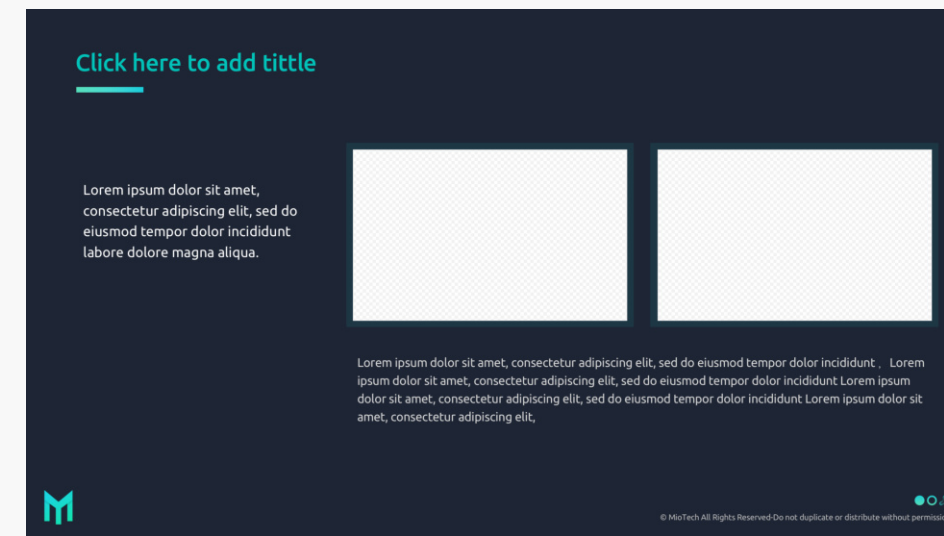 Click here to add tittle
Lorem ipsum dolor sit amet,
consectetur adipiscing elit, sed do
eiusmod tempor dolor incididunt
labore dolore magna aliqua.
Lorem ipsum dolor sit amet, consectetur adipiscing elit, sed do eiusmod tempor dolor incididunt , Lorem
ipsum dolor sit amet, consectetur adipiscing elit, sed do eiusmod tempor dolor incididunt Lorem ipsum
dolor sit amet, consectetur adipiscing elit, sed do eiusmod tempor dolor incididunt Lorem ipsum dolor sit
amet, consectetur adipiscing elit,
© MioTech All Rights Reserved-Do not duplicate or distribute without